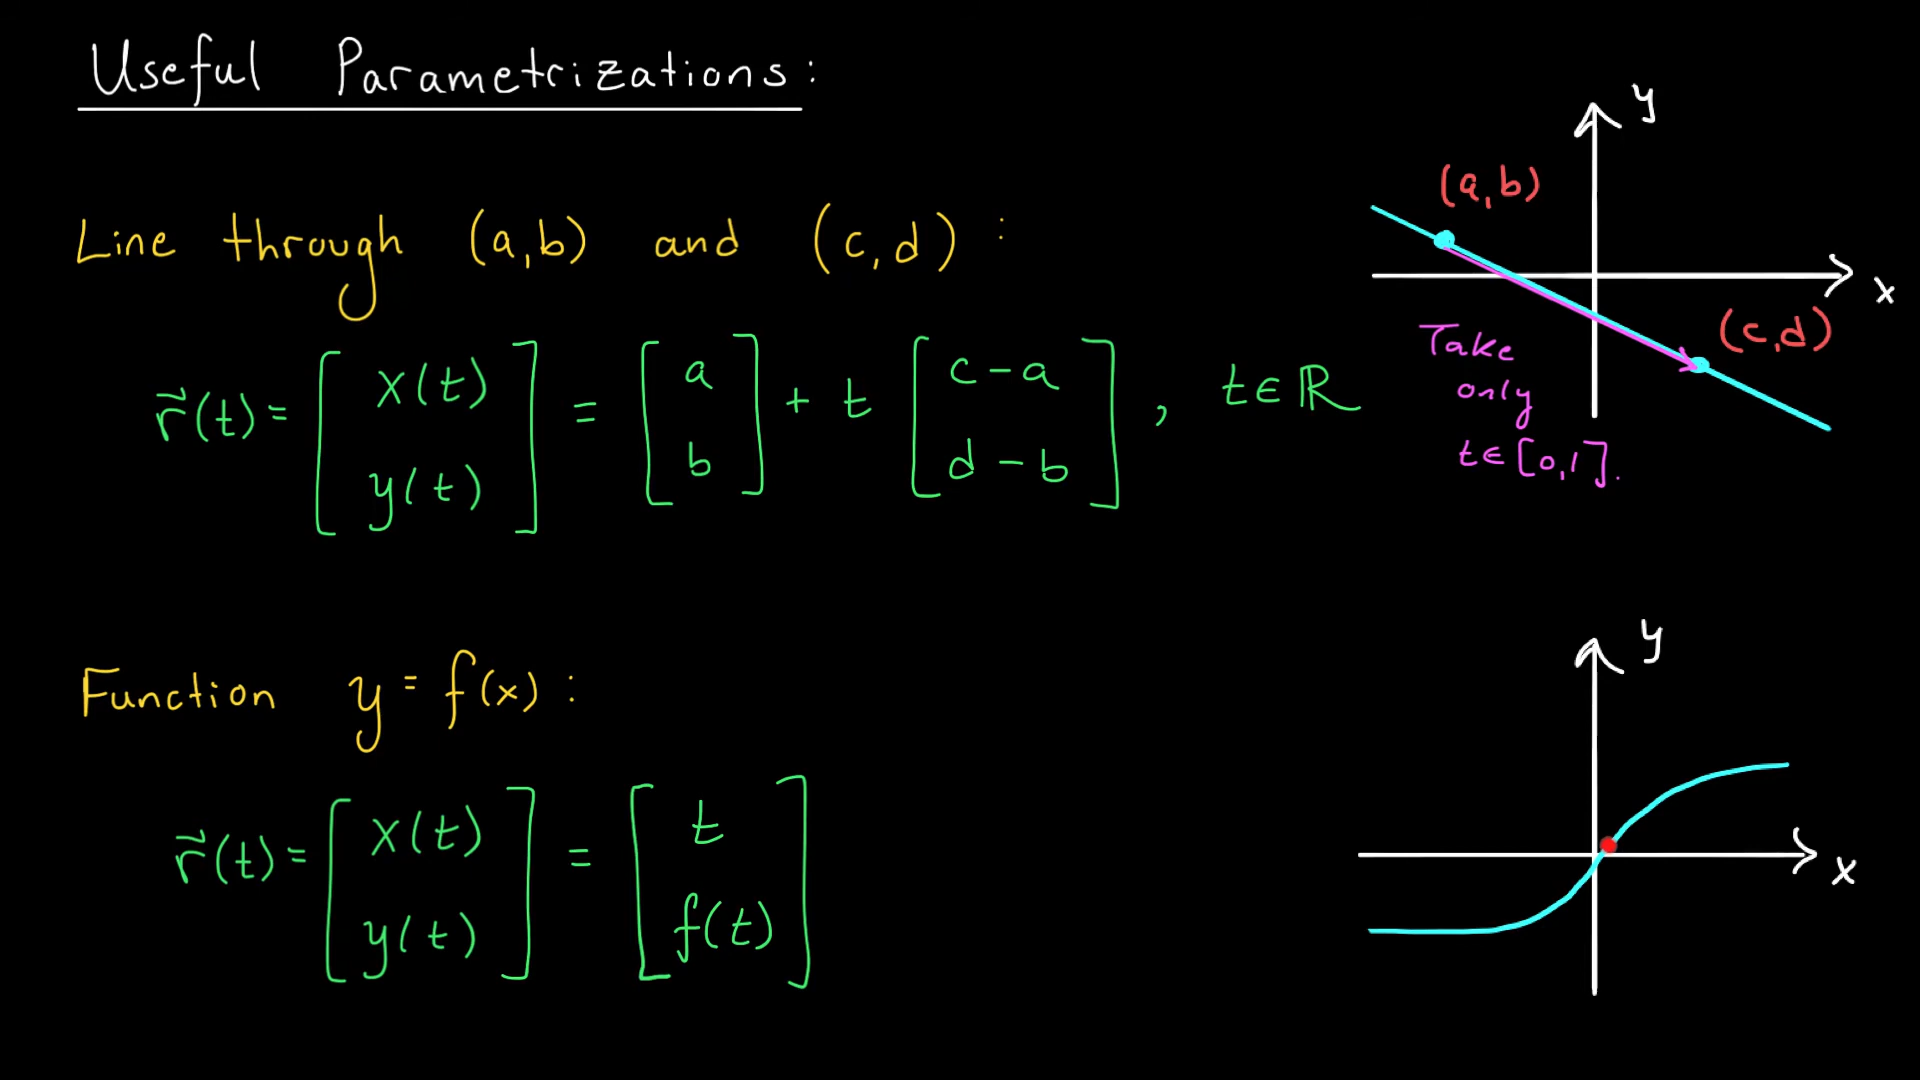 Useful Parametrizations:
Line through (a,b) and (c,d):
r⃗(t) = [x(t) y(t)] = [a b] + t [c-a d-b], t∈ℝ
y
(a,b)
x
(c,d)
Take
only
t∈[0,1].
Function y = f(x):
r⃗(t) = [x(t) y(t)] = [t f(t)]
y
x